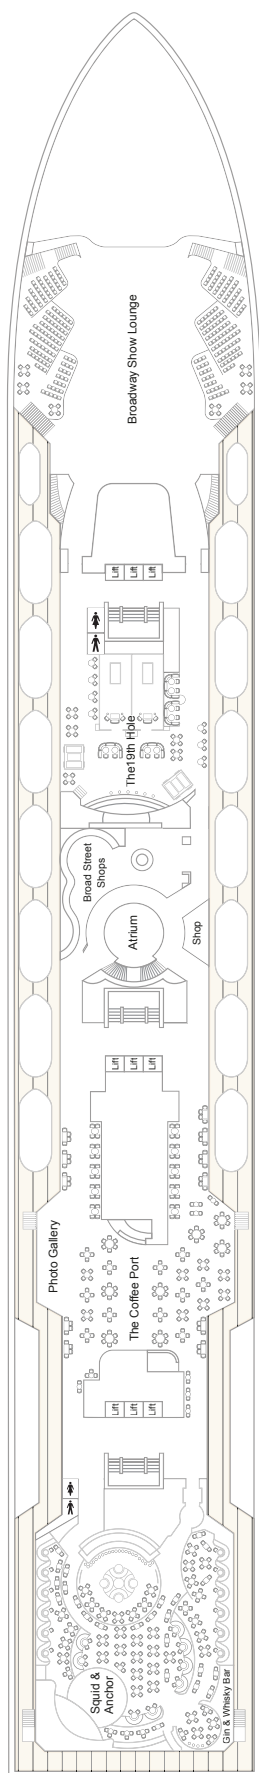 Broadway Show Lounge
Lift
Lift
Lift
The19th Hole
Broad Street
Shops
Atrium
Shop
Lift
Lift
Lift
Photo Gallery
The Coffee Port
Lift
Lift
Lift
Squid &
Anchor
Gin & Whisky Bar